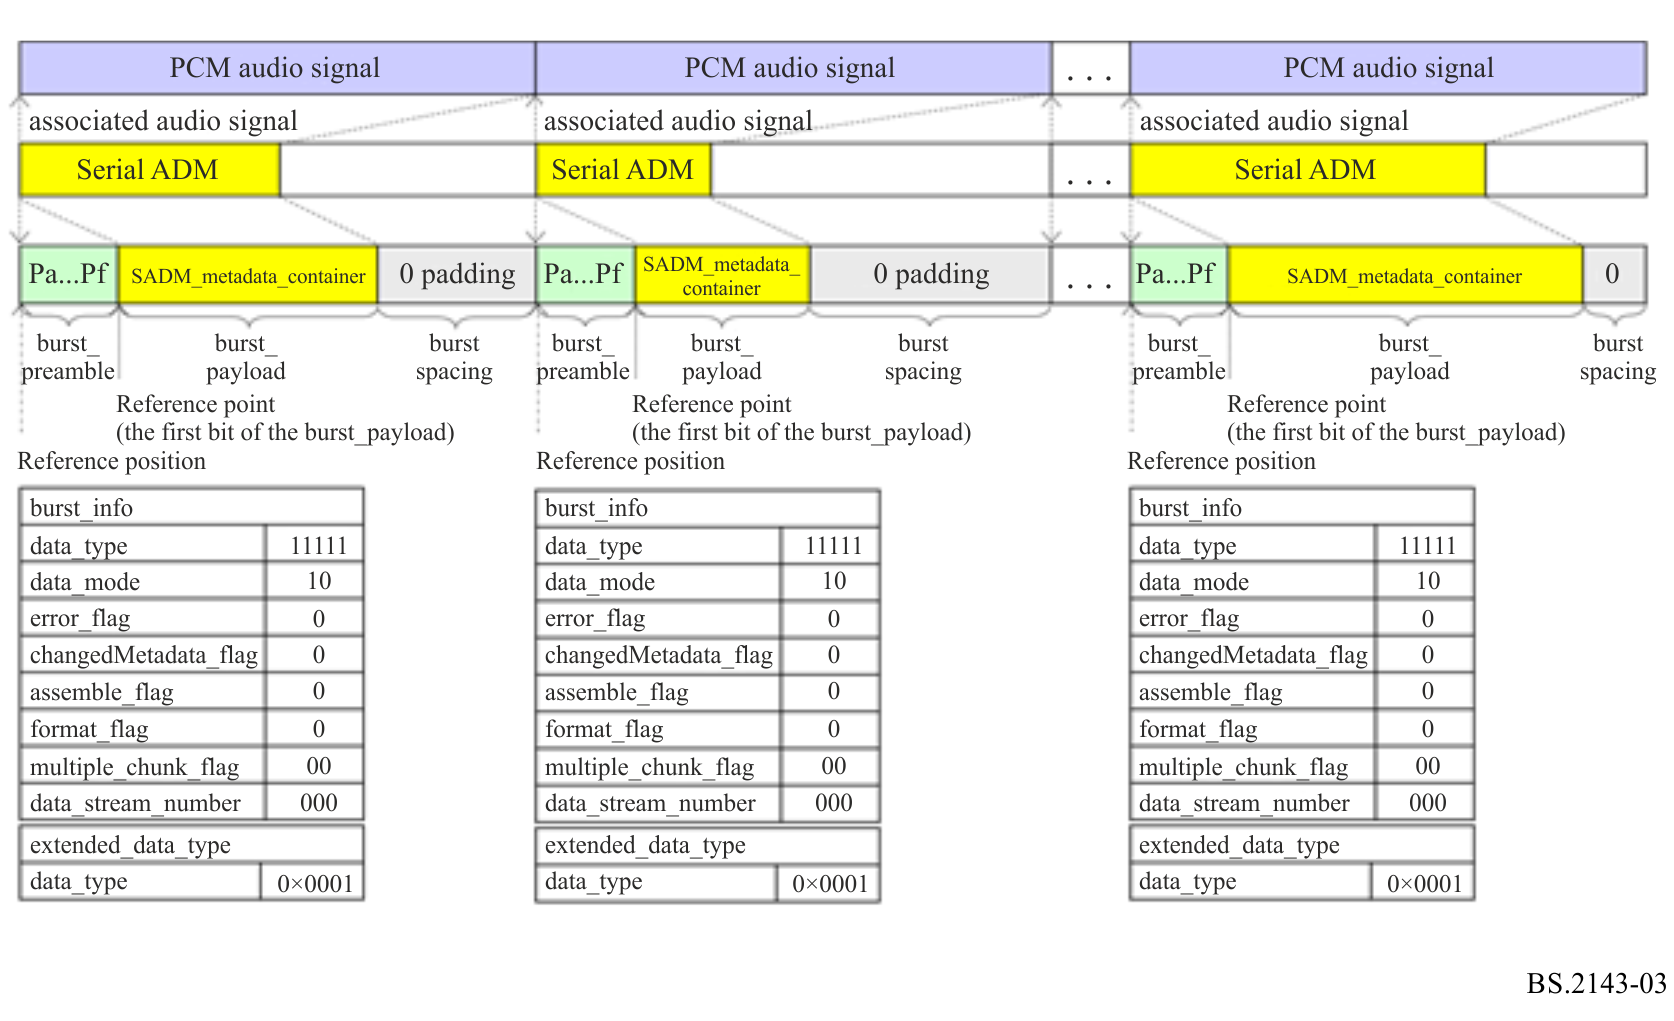 PCM audio signal PCM audio signal . . . PCM audio signal
associated audio signal associated audio signal associated audio signal
Serial ADM Serial ADM . . . Serial ADM
Pa...Pf SADM_metadata_container 0 padding Pa...Pf SADM_metadata_ 0 padding . . . Pa...Pf SADM_metadata_container 0
container
burst_ burst_ burst burst_ burst_ burst burst_ burst_ burst
preamble payload spacing preamble payload spacing preamble payload spacing
Reference point Reference point Reference point
(the first bit of the burst_payload) (the first bit of the burst_payload) (the first bit of the burst_payload)
Reference position Reference position Reference position
burst_info burst_info burst_info
data_type 11111 data_type 11111 data_type 11111
data_mode 10 data_mode 10 data_mode 10
error_flag 0 error_flag 0 error_flag 0
changedMetadata_flag 0 changedMetadata_flag 0 changedMetadata_flag 0
assemble_flag 0 assemble_flag 0 assemble_flag 0
format_flag 0 format_flag 0 format_flag 0
multiple_chunk_flag 00 multiple_chunk_flag 00 multiple_chunk_flag 00
data_stream_number 000 data_stream_number 000 data_stream_number 000
extended_data_type extended_data_type extended_data_type
data_type 0×0001 data_type 0×0001 data_type 0×0001
BS.2143-03